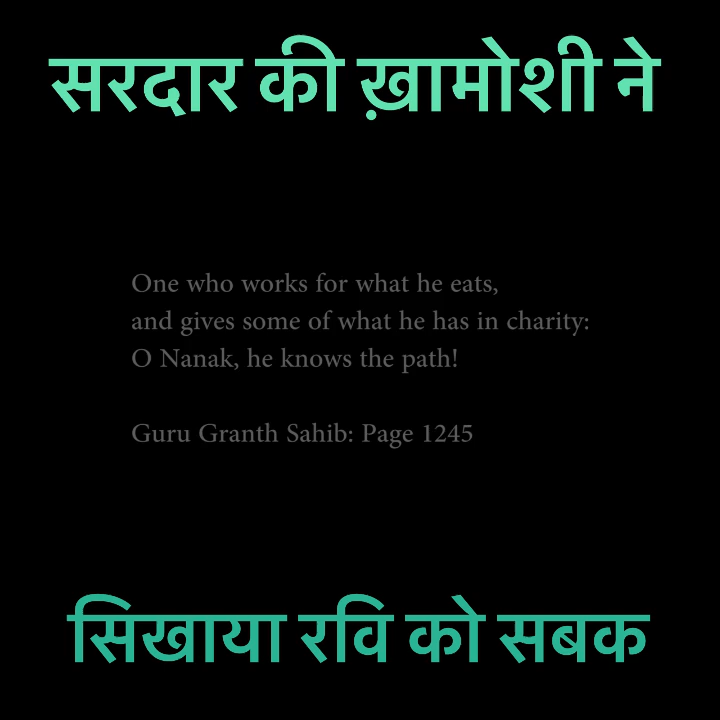 सरदार की ख़ामोशी ने
One who works for what he eats,
and gives some of what he has in charity:
O Nanak, he knows the path!
Guru Granth Sahib: Page 1245
सिखाया रवि को सबक